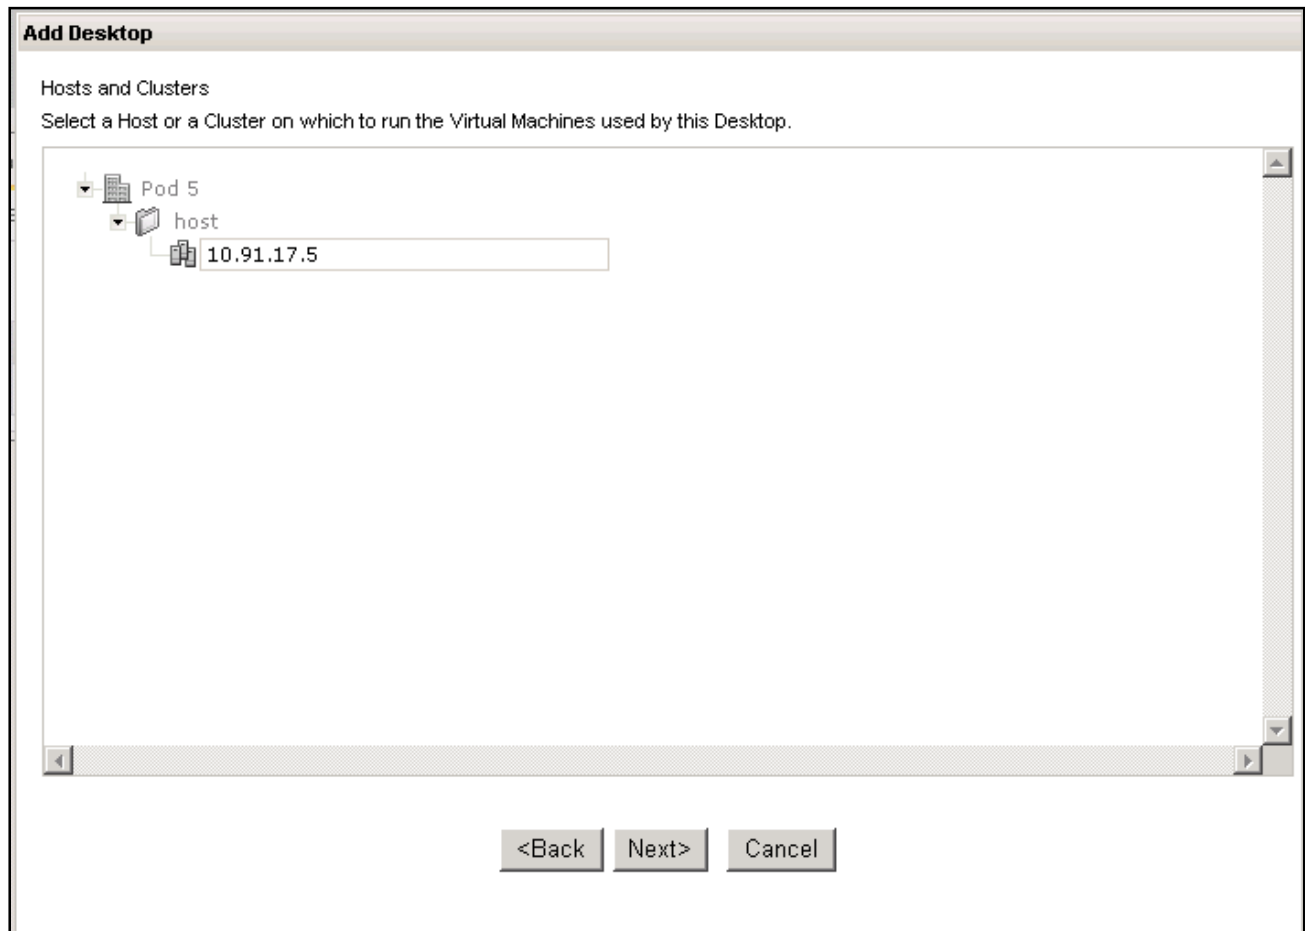 Add Desktop
Hosts and Clusters
Select a Host or a Cluster on which to run the Virtual Machines used by this Desktop.
Pod 5
host
10.91.17.5
<Back Next> Cancel